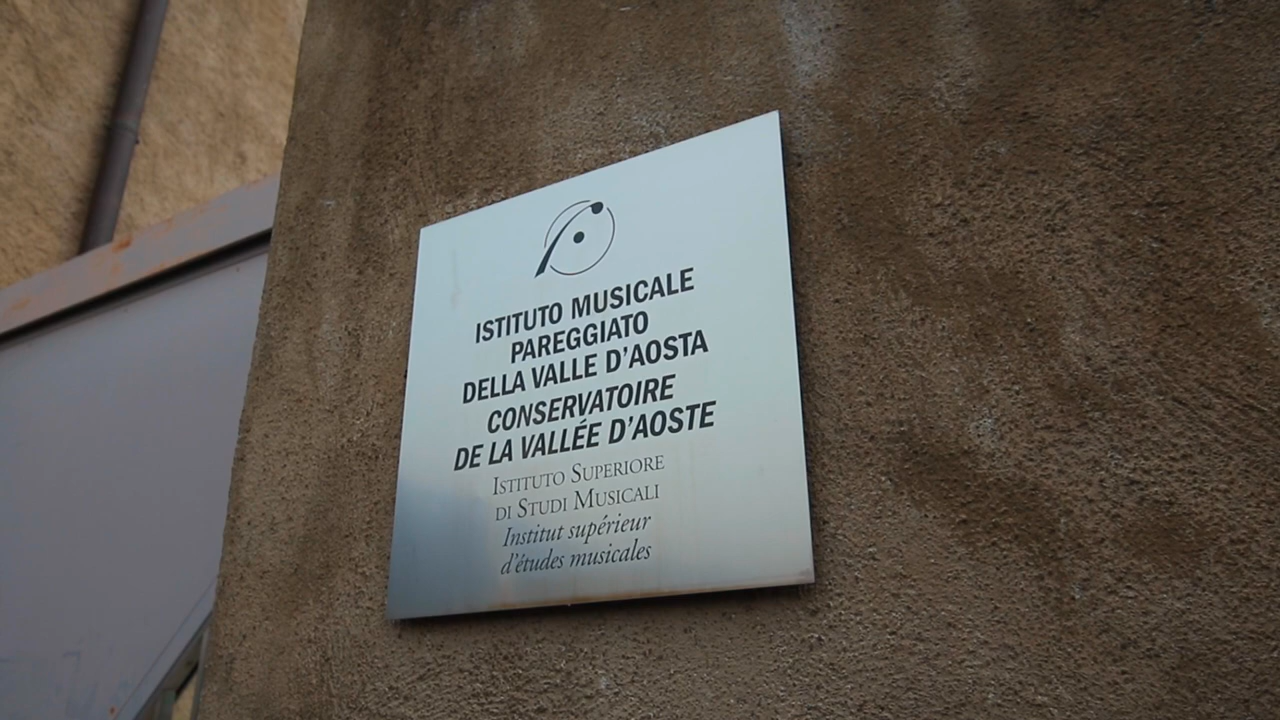 ISTITUTO MUSICALE
PAREGGIATO
DELLA VALLE D'AOSTA
CONSERVATOIRE
DE LA VALLÉE D'AOSTE
ISTITUTO SUPERIORE
DI STUDI MUSICALI
Institut supérieur
d'études musicales